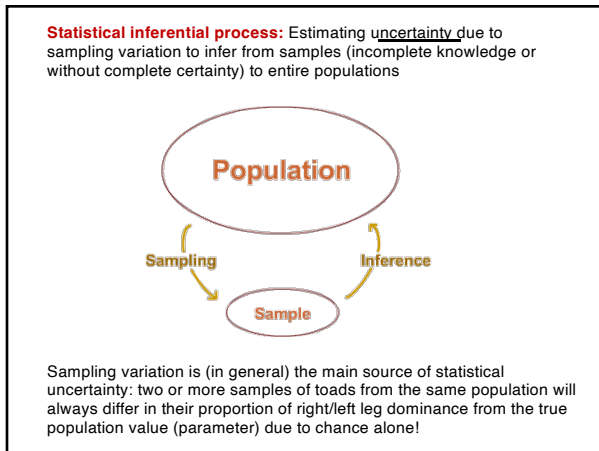 Statistical inferential process: Estimating uncertainty due to
sampling variation to infer from samples (incomplete knowledge or
without complete certainty) to entire populations
Population
Sampling
Inference
Sample
Sampling variation is (in general) the main source of statistical
uncertainty: two or more samples of toads from the same population will
always differ in their proportion of right/left leg dominance from the true
population value (parameter) due to chance alone!